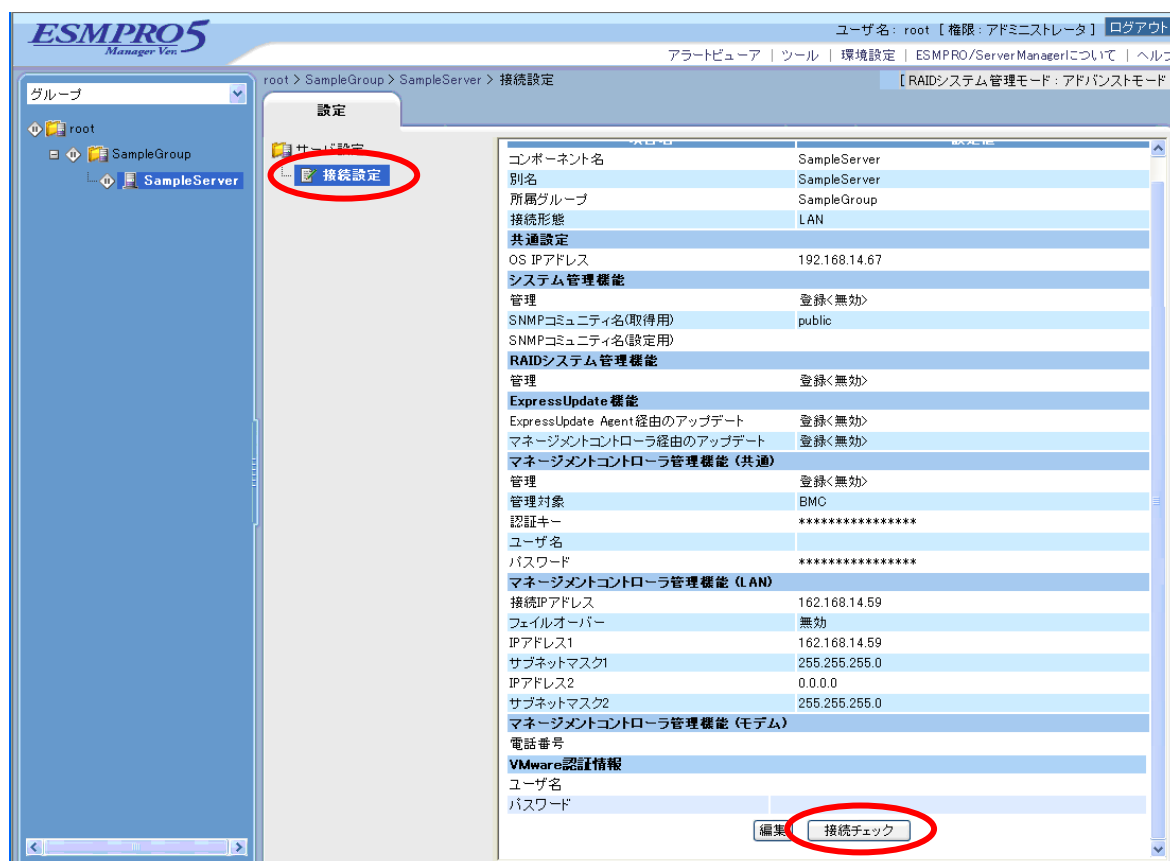 ESMPRO5
Manager Ver.
ユーザ名: root [ 権限 : アドミニストレータ ] ログアウト
アラートビューア | ツール | 環境設定 | ESMPRO/ServerManagerについて | ヘルプ
グループ
root
SampleGroup
SampleServer
root > SampleGroup > SampleServer > 接続設定
[ RAIDシステム管理モード : アドバンストモード
設定
サーバ設定
接続設定
項目名 設定値
コンポーネント名 SampleServer
別名 SampleServer
所属グループ SampleGroup
接続形態 LAN
共通設定
OS IPアドレス 192.168.14.67
システム管理機能
管理 登録<無効>
SNMPコミュニティ名(取得用) public
SNMPコミュニティ名(設定用)
RAIDシステム管理機能
管理 登録<無効>
ExpressUpdate機能
ExpressUpdate Agent経由のアップデート 登録<無効>
マネージメントコントローラ経由のアップデート 登録<無効>
マネージメントコントローラ管理機能 (共通)
管理 登録<無効>
管理対象 BMC
認証キー ****************
ユーザ名
パスワード ****************
マネージメントコントローラ管理機能 (LAN)
接続IPアドレス 162.168.14.59
フェイルオーバー 無効
IPアドレス1 162.168.14.59
サブネットマスク1 255.255.255.0
IPアドレス2 0.0.0.0
サブネットマスク2 255.255.255.0
マネージメントコントローラ管理機能 (モデム)
電話番号
VMware認証情報
ユーザ名
パスワード
編集 接続チェック